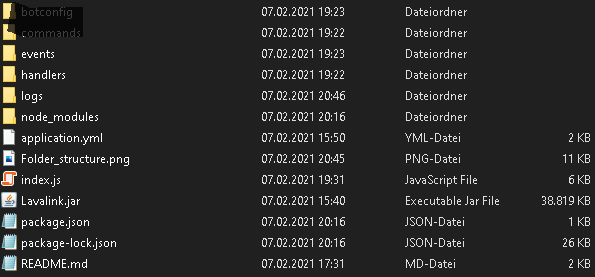 botconfig 07.02.2021 19:23 Dateiordner
commands 07.02.2021 19:22 Dateiordner
events 07.02.2021 19:23 Dateiordner
handlers 07.02.2021 19:22 Dateiordner
logs 07.02.2021 20:46 Dateiordner
node_modules 07.02.2021 20:16 Dateiordner
application.yml 07.02.2021 15:50 YML-Datei 2 KB
Folder_structure.png 07.02.2021 20:45 PNG-Datei 11 KB
index.js 07.02.2021 19:31 JavaScript File 6 KB
Lavalink.jar 07.02.2021 15:40 Executable Jar File 38.819 KB
package.json 07.02.2021 20:16 JSON-Datei 1 KB
package-lock.json 07.02.2021 20:16 JSON-Datei 26 KB
README.md 07.02.2021 17:31 MD-Datei 2 KB